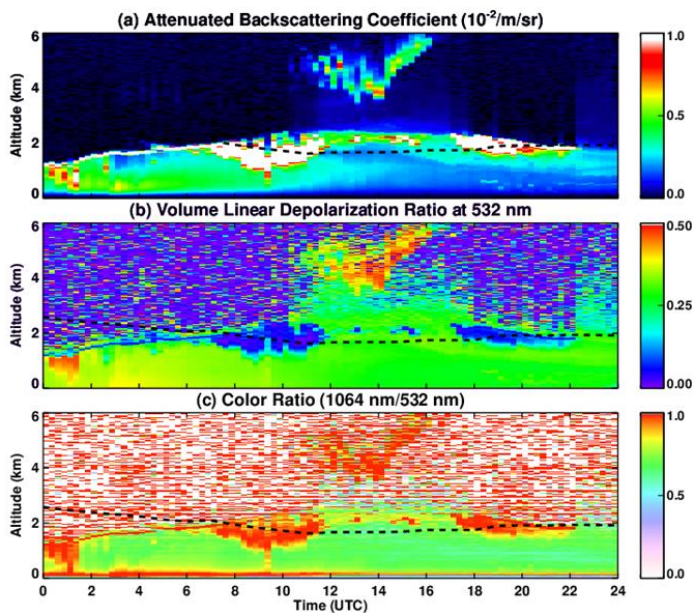 (a) Attenuated Backscattering Coefficient (10⁻²/m/sr)
Altitude (km)
6
4
2
0
1.0
0.5
0.0
(b) Volume Linear Depolarization Ratio at 532 nm
Altitude (km)
6
4
2
0
0.50
0.25
0.00
(c) Color Ratio (1064 nm/532 nm)
Altitude (km)
6
4
2
0
1.0
0.5
0.0
0 2 4 6 8 10 12 14 16 18 20 22 24
Time (UTC)